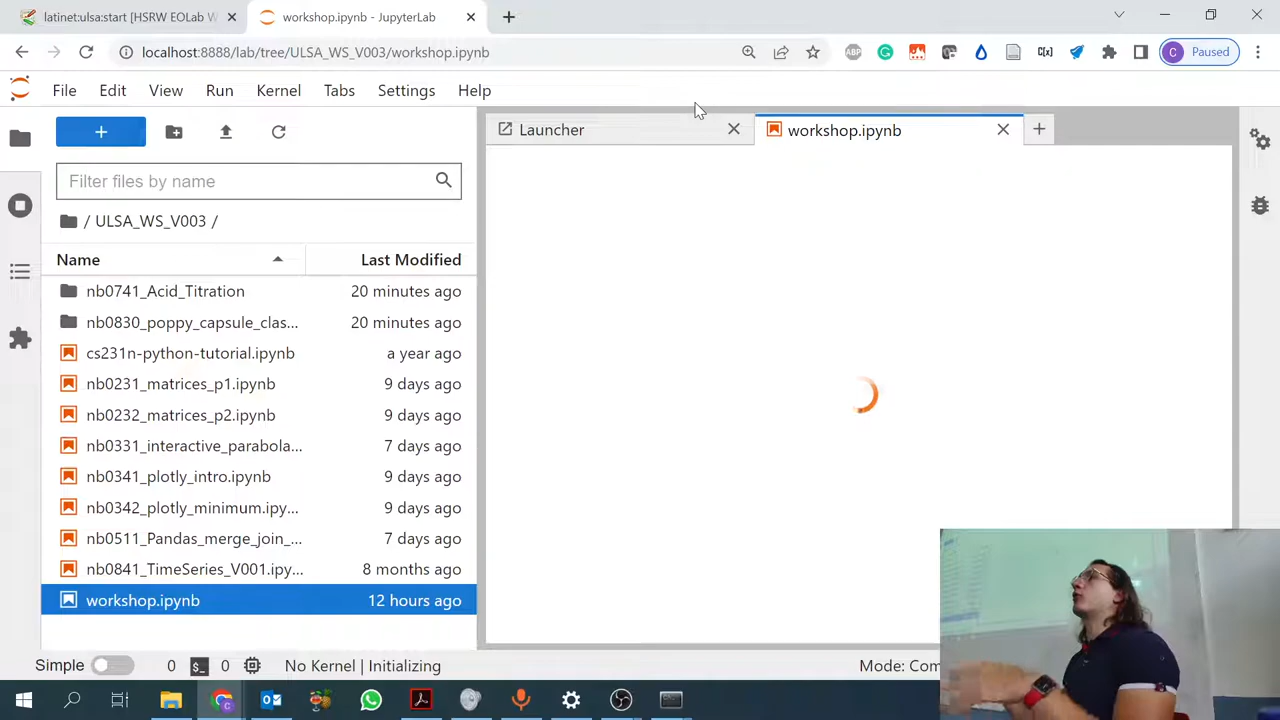 latinet:ulsa:start [HSRW EOLab W
workshop.ipynb - JupyterLab
localhost:8888/lab/tree/ULSA_WS_V003/workshop.ipynb
ABP
C[x]
C Paused
File Edit View Run Kernel Tabs Settings Help
Launcher
workshop.ipynb
Filter files by name
/ ULSA_WS_V003 /
Name Last Modified
nb0741_Acid_Titration 20 minutes ago
nb0830_poppy_capsule_clas... 20 minutes ago
cs231n-python-tutorial.ipynb a year ago
nb0231_matrices_p1.ipynb 9 days ago
nb0232_matrices_p2.ipynb 9 days ago
nb0331_interactive_parabola... 7 days ago
nb0341_plotly_intro.ipynb 9 days ago
nb0342_plotly_minimum.ipy... 9 days ago
nb0511_Pandas_merge_join_... 7 days ago
nb0841_TimeSeries_V001.ipy... 8 months ago
workshop.ipynb 12 hours ago
Simple 0 $_ 0 No Kernel | Initializing Mode: Com